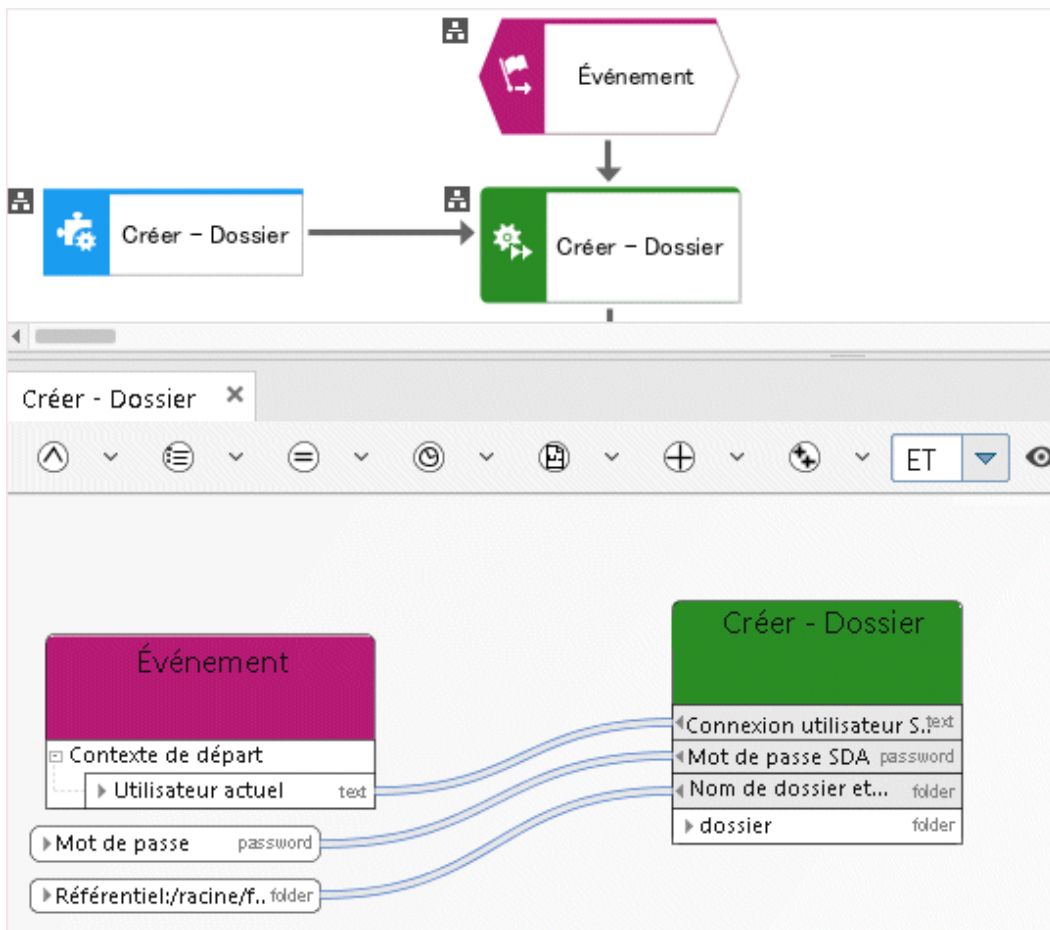 Événement
Créer – Dossier
Créer – Dossier
Créer - Dossier
ET
Événement
Contexte de départ
Utilisateur actuel text
Mot de passe password
Référentiel:/racine/f.. folder
Créer - Dossier
Connexion utilisateur S.. text
Mot de passe SDA password
Nom de dossier et... folder
dossier folder